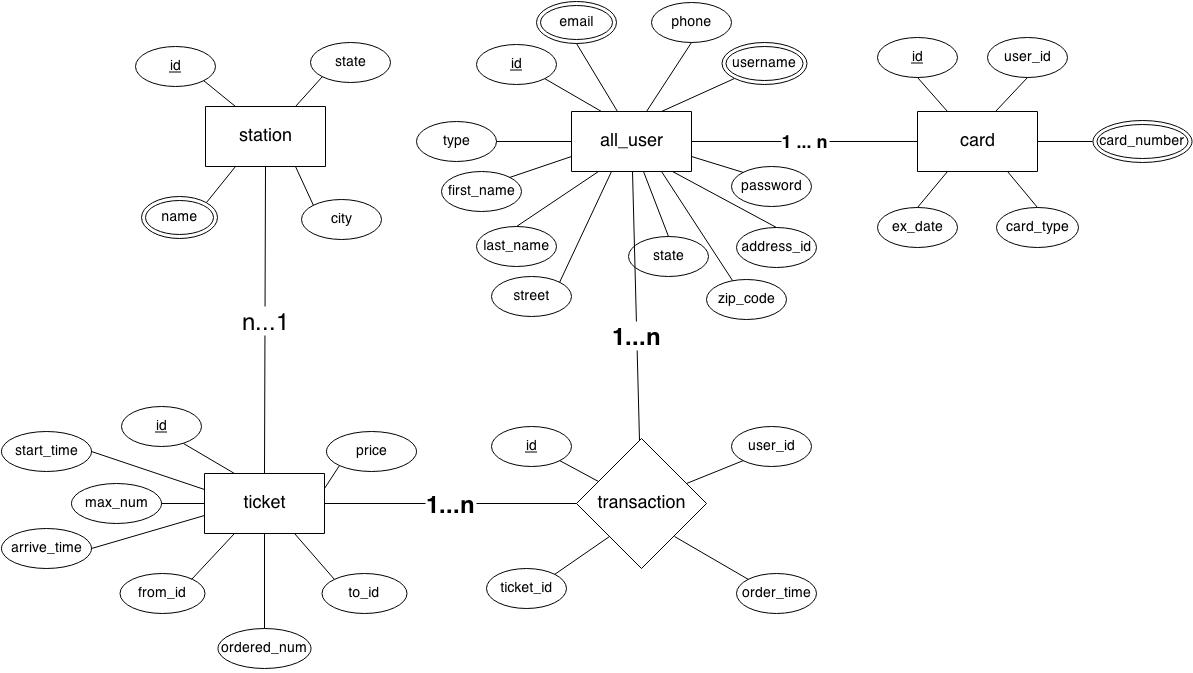 email
phone
id
state
id
username
id
user_id
station
all_user
1 ... n
card
card_number
type
first_name
password
name
city
last_name
state
address_id
ex_date
card_type
street
zip_code
n...1
1...n
id
start_time
price
id
user_id
max_num
ticket
1...n
transaction
arrive_time
from_id
to_id
ticket_id
order_time
ordered_num